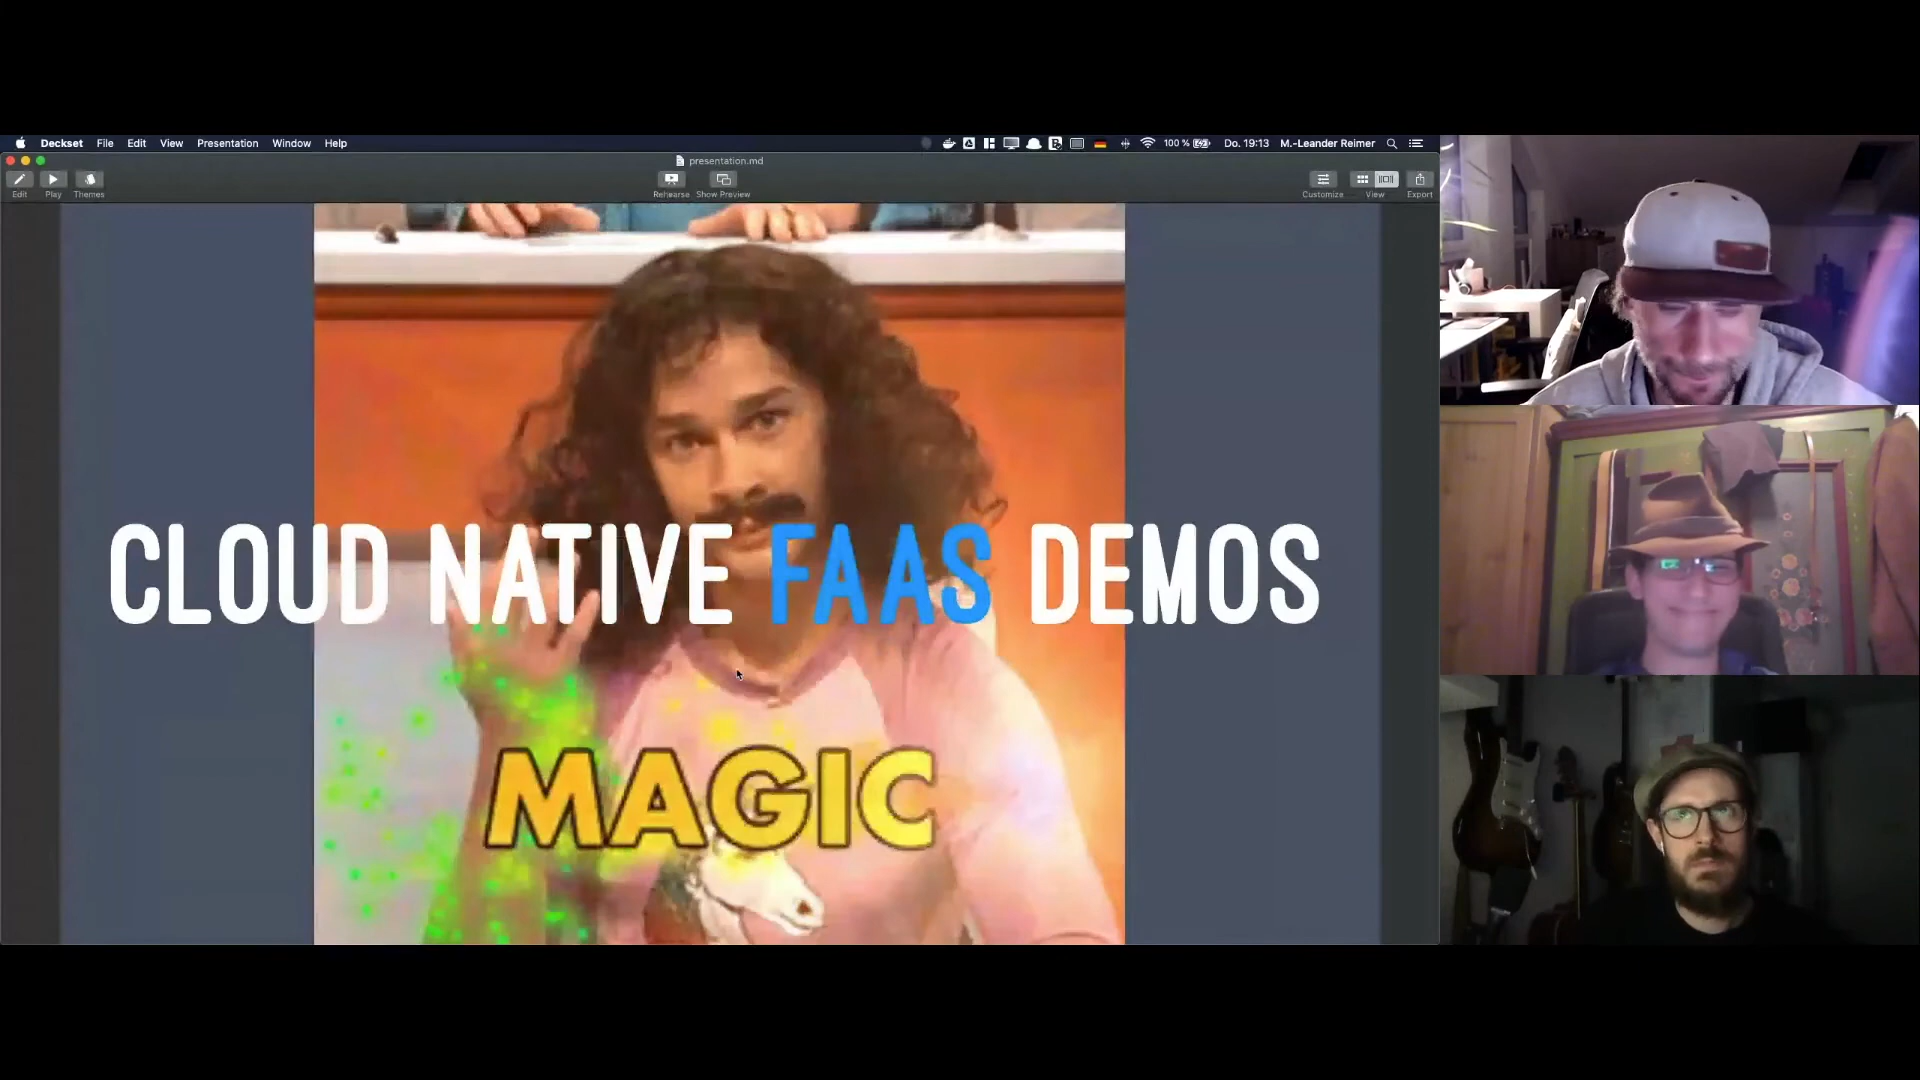 Deckset File Edit View Presentation Window Help 100 % Do. 19:13 M.-Leander Reimer
presentation.md
Edit Play Themes Rehearse Show Preview Customize View Export
CLOUD NATIVE FAAS DEMOS
MAGIC